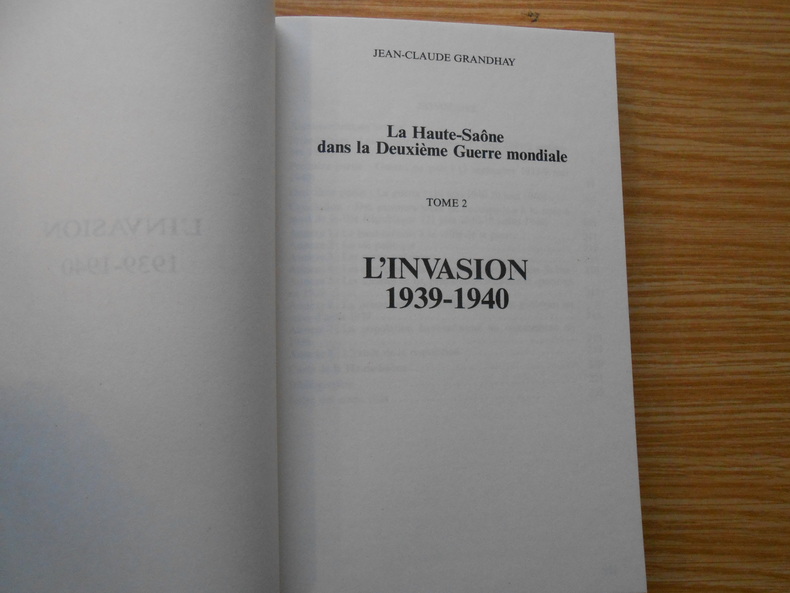 JEAN-CLAUDE GRANDHAY
La Haute-Saône
dans la Deuxième Guerre mondiale
TOME 2
L'INVASION
1939-1940